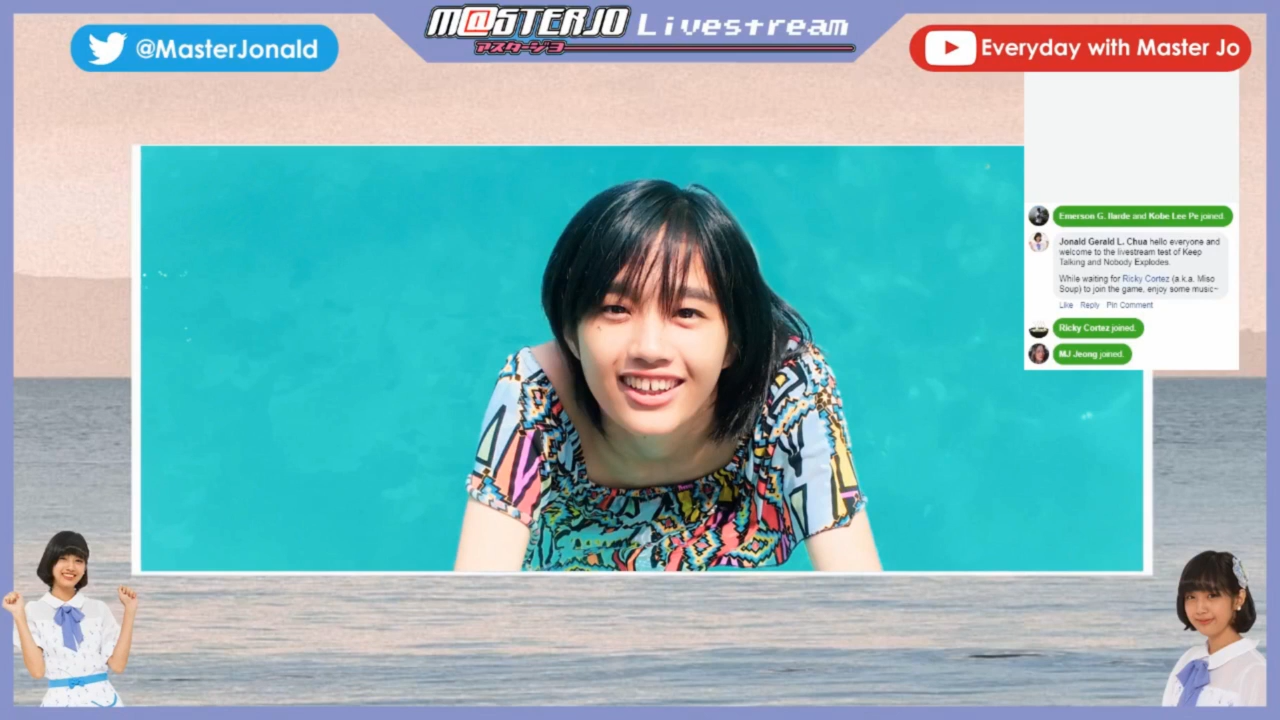 @MasterJonald
M@STERJO Livestream
アスタージョ
Everyday with Master Jo
Emerson G. Ilarde and Kobe Lee Pe joined.
Jonald Gerald L. Chua hello everyone and
welcome to the livestream test of Keep
Talking and Nobody Explodes.
While waiting for Ricky Cortez (a.k.a. Miso
Soup) to join the game, enjoy some music~
Like Reply Pin Comment
Ricky Cortez joined.
MJ Jeong joined.